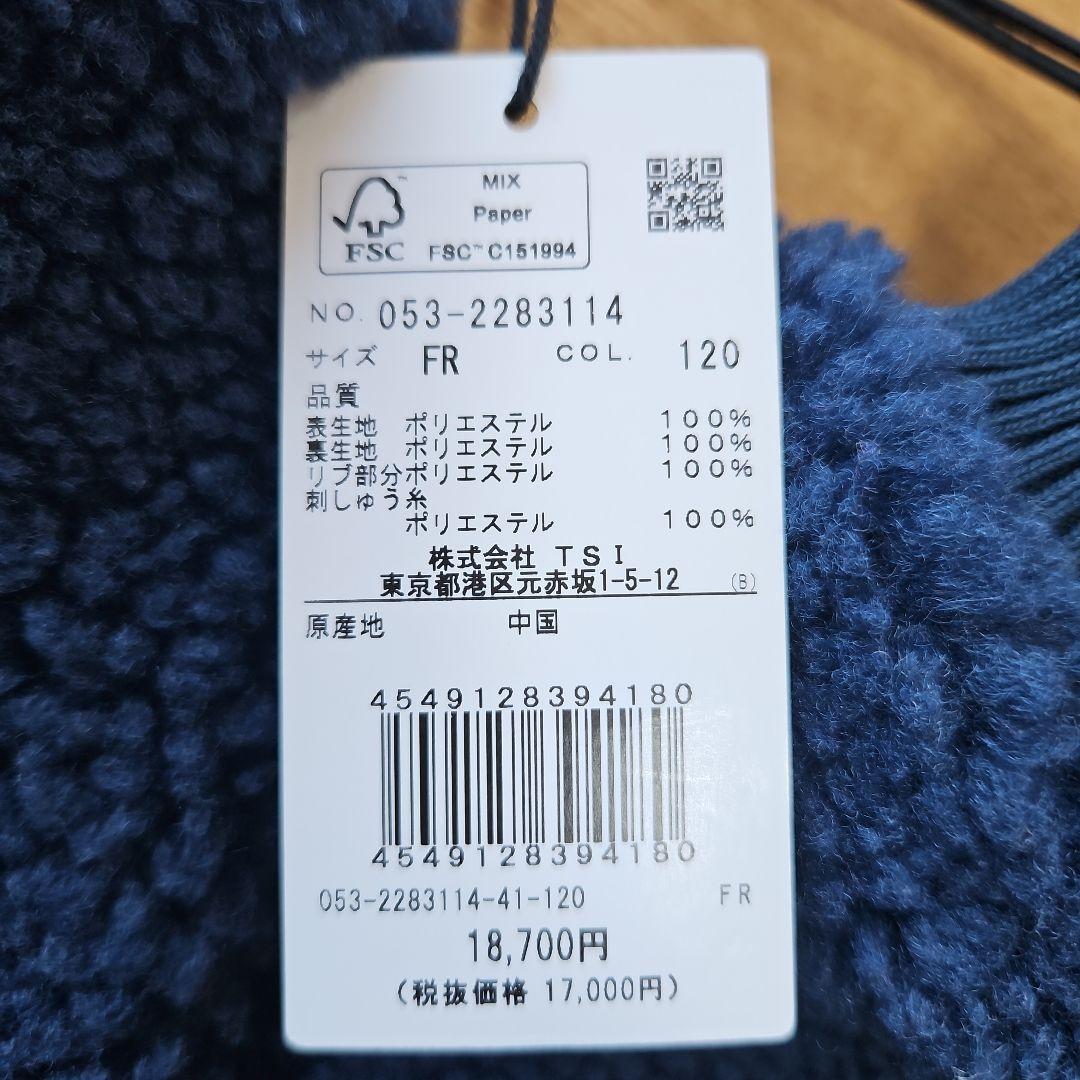 MIX
Paper
FSC™ FSC™ C151994
NO. 053-2283114
サイズ FR COL. 120
品質
表生地 ポリエステル 100%
裏生地 ポリエステル 100%
リブ部分ポリエステル 100%
刺しゅう糸
ポリエステル 100%
株式会社 TSI
東京都港区元赤坂1-5-12 (B)
原産地 中国
4549128394180
4549128394180
053-2283114-41-120 FR
18,700円
(税抜価格 17,000円)